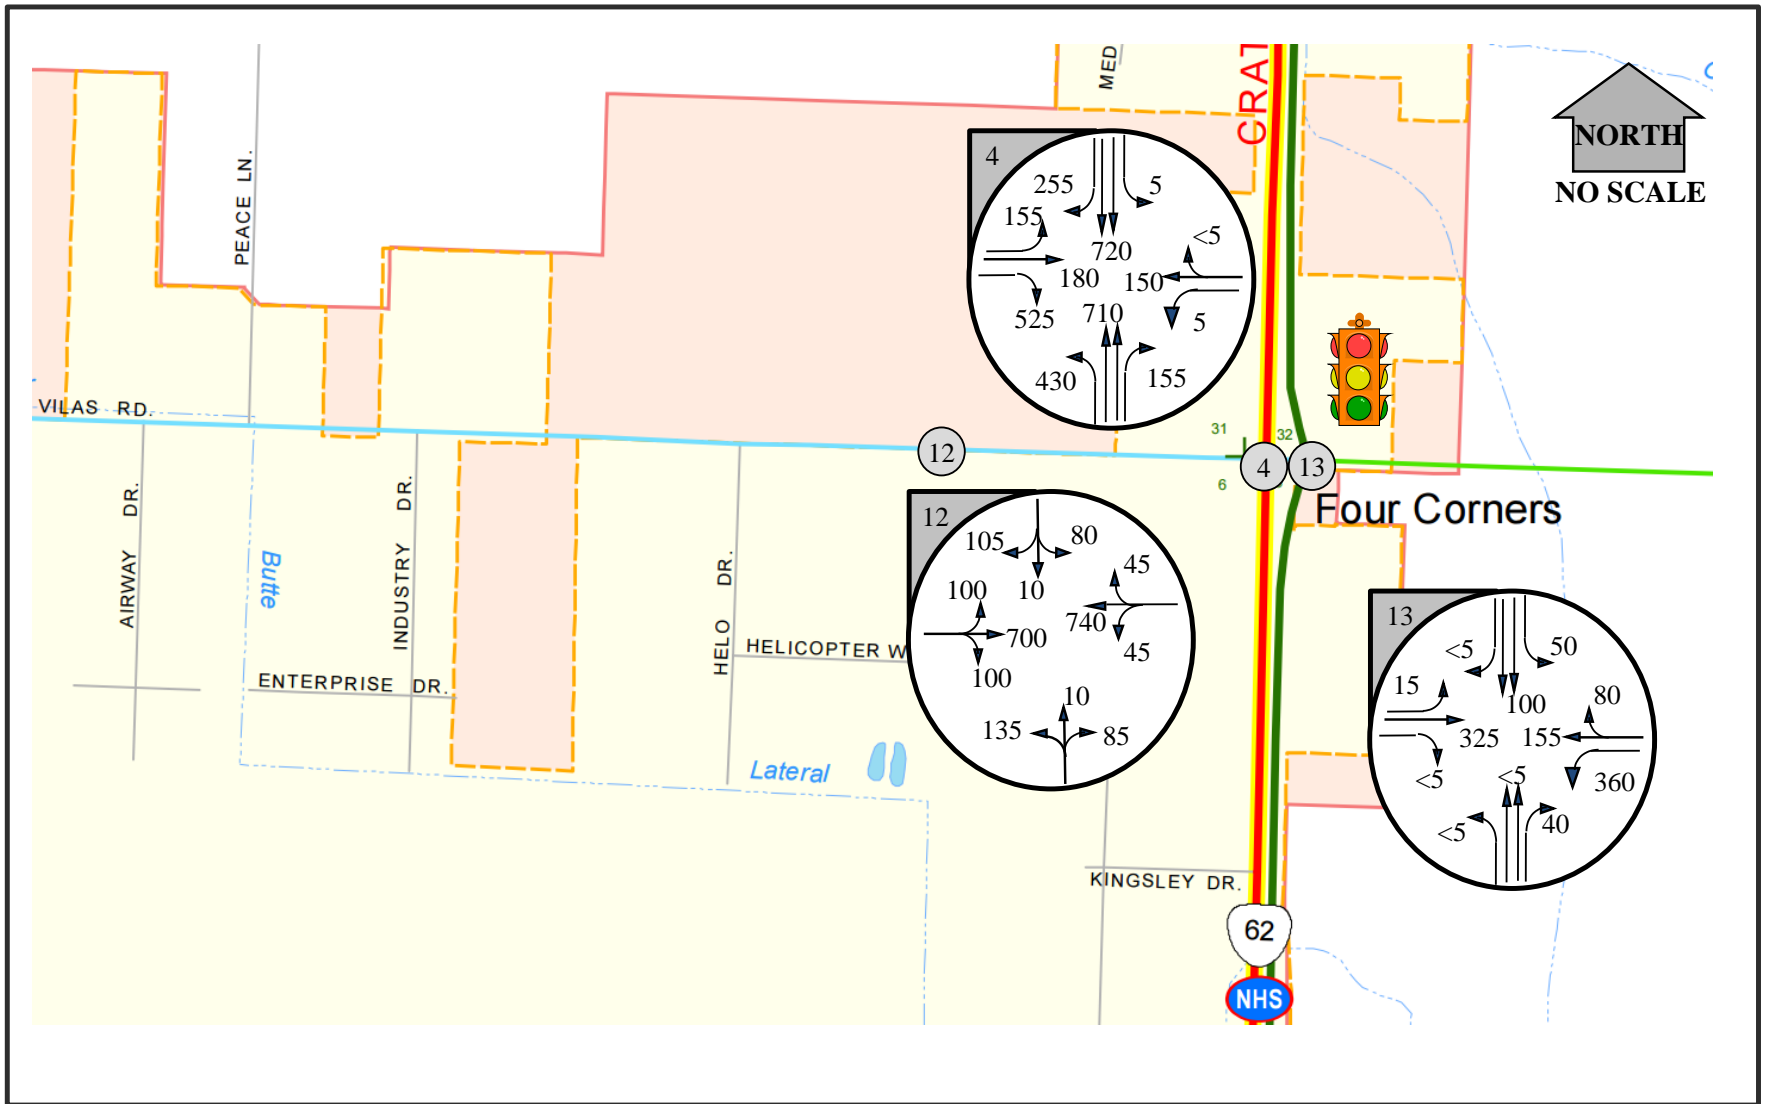 MED
CRAT
NORTH
NO SCALE
PEACE LN.
4
255
5
155
720
<5
180
150
525
710
5
430
155
VILAS RD.
31
32
12
4
13
6
Four Corners
AIRWAY DR.
Butte
INDUSTRY DR.
HELO DR.
HELICOPTER W
ENTERPRISE DR.
Lateral
12
105
80
45
100
10
740
700
45
100
10
135
85
13
<5
50
15
100
80
325
155
<5
<5
360
<5
40
KINGSLEY DR.
62
NHS